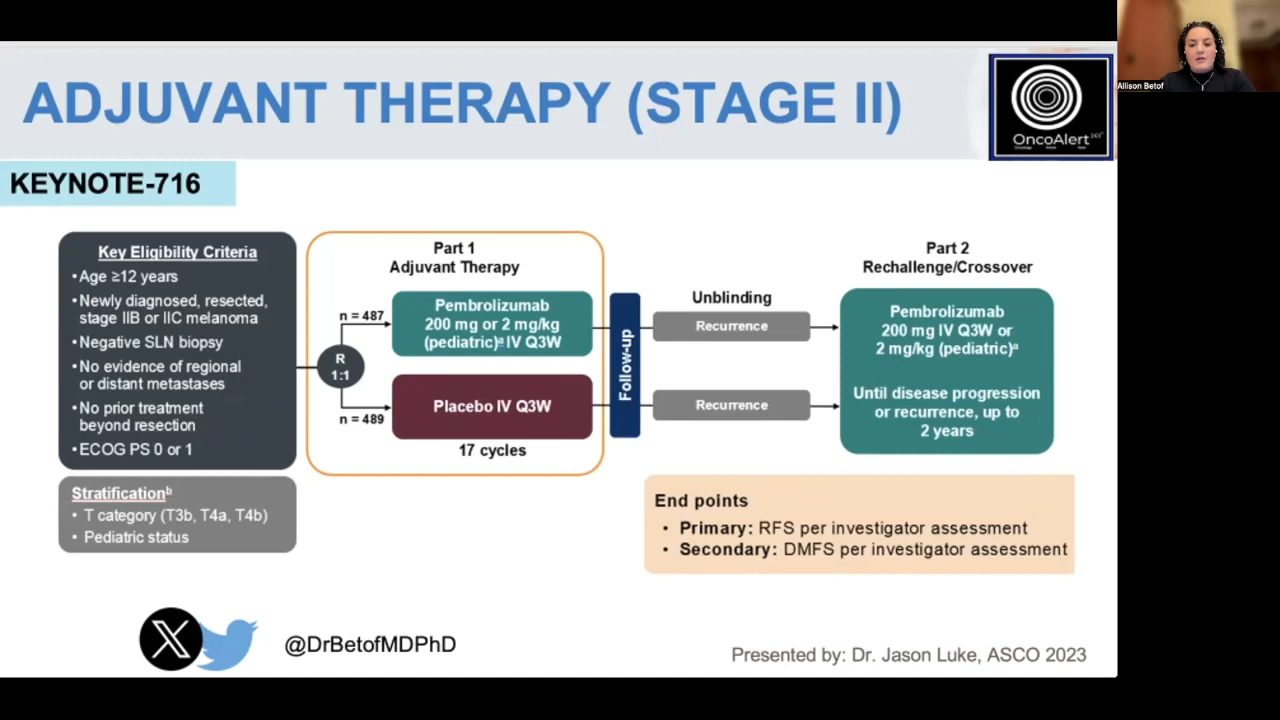 ADJUVANT THERAPY (STAGE II)
OncoAlert
Allison Betof
KEYNOTE-716
Key Eligibility Criteria
•Age ≥12 years
•Newly diagnosed, resected,
stage IIB or IIC melanoma
•Negative SLN biopsy
•No evidence of regional
or distant metastases
•No prior treatment
beyond resection
•ECOG PS 0 or 1
Stratificationᵇ
• T category (T3b, T4a, T4b)
• Pediatric status
R
1:1
n = 487
n = 489
Part 1
Adjuvant Therapy
Pembrolizumab
200 mg or 2 mg/kg
(pediatric)ᵃ IV Q3W
Placebo IV Q3W
17 cycles
Follow-up
Unblinding
Recurrence
Recurrence
Part 2
Rechallenge/Crossover
Pembrolizumab
200 mg IV Q3W or
2 mg/kg (pediatric)ᵃ
Until disease progression
or recurrence, up to
2 years
End points
• Primary: RFS per investigator assessment
• Secondary: DMFS per investigator assessment
X
@DrBetofMDPhD
Presented by: Dr. Jason Luke, ASCO 2023